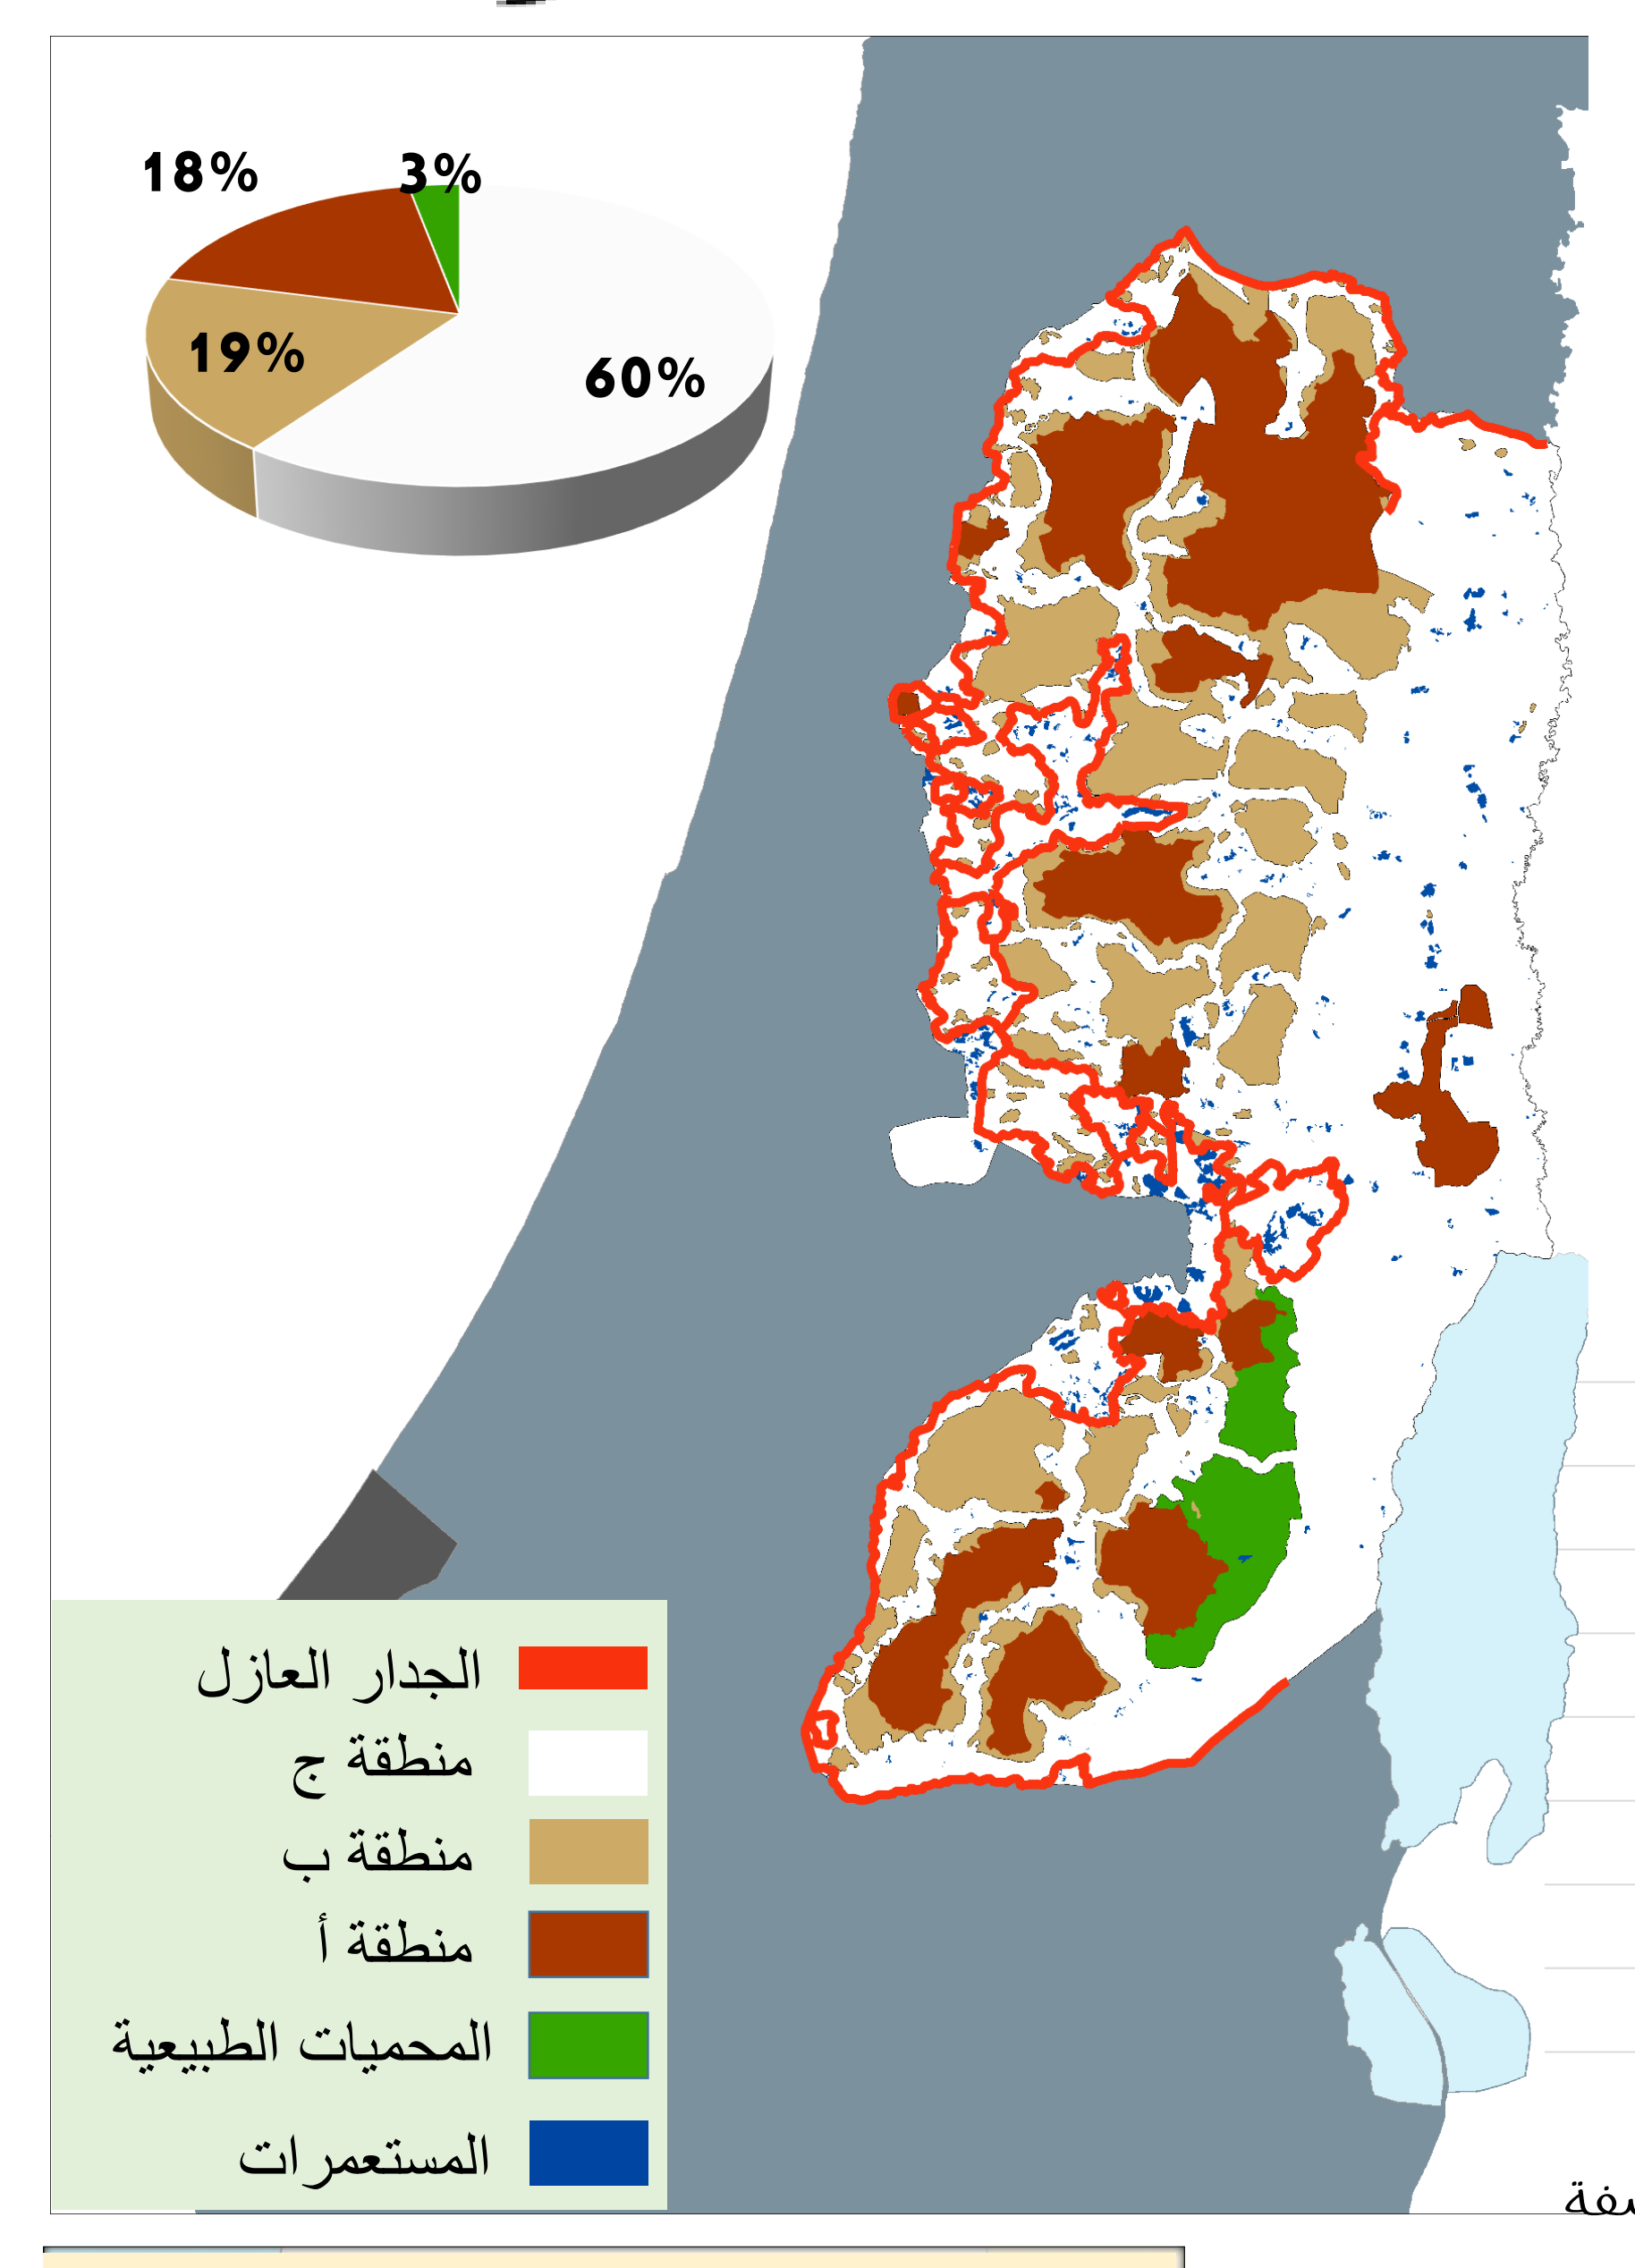 18%
3%
19%
60%
الجدار العازل
منطقة ج
منطقة ب
منطقة أ
المحميات الطبيعية
المستعمرات